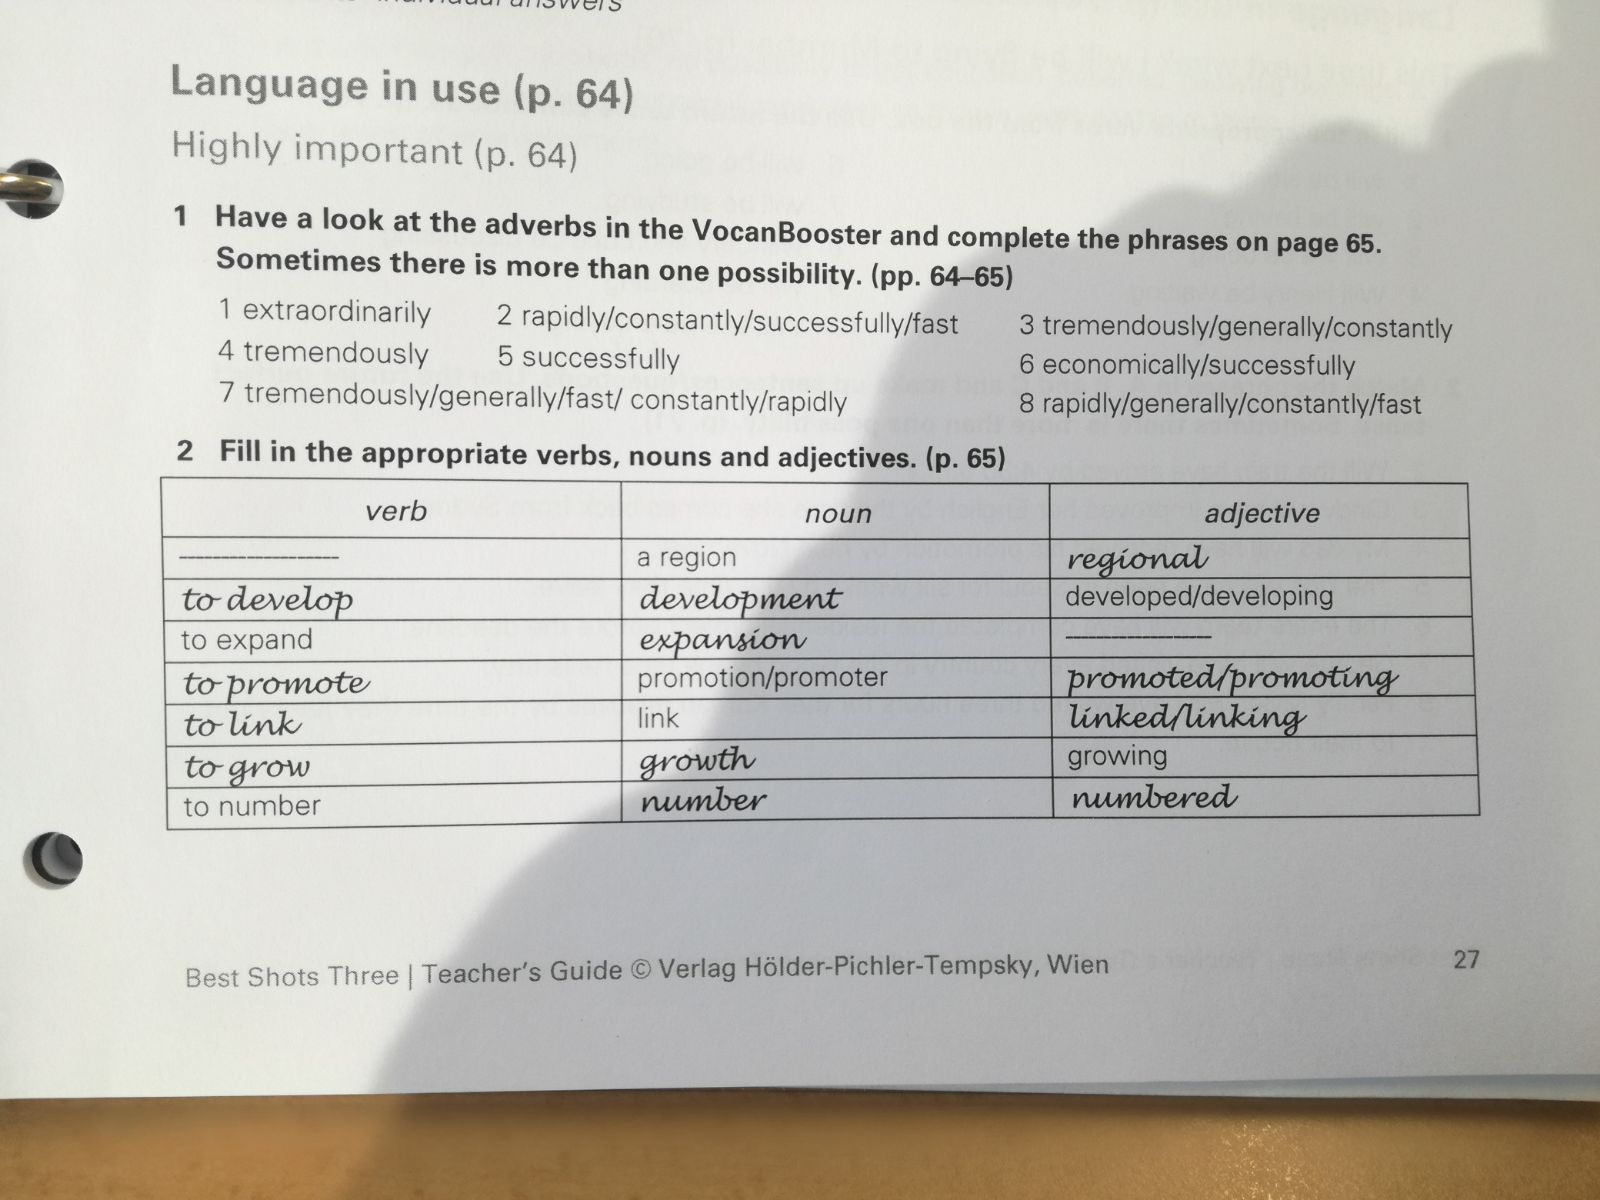 individual answers
Language in use (p. 64)
Highly important (p. 64)
1 Have a look at the adverbs in the VocanBooster and complete the phrases on page 65.
Sometimes there is more than one possibility. (pp. 64–65)
1 extraordinarily 2 rapidly/constantly/successfully/fast 3 tremendously/generally/constantly
4 tremendously 5 successfully 6 economically/successfully
7 tremendously/generally/fast/ constantly/rapidly 8 rapidly/generally/constantly/fast
2 Fill in the appropriate verbs, nouns and adjectives. (p. 65)
verb noun adjective
a region regional
to develop development developed/developing
to expand expansion
to promote promotion/promoter promoted/promoting
to link link linked/linking
to grow growth growing
to number number numbered
Best Shots Three | Teacher's Guide © Verlag Hölder-Pichler-Tempsky, Wien 27